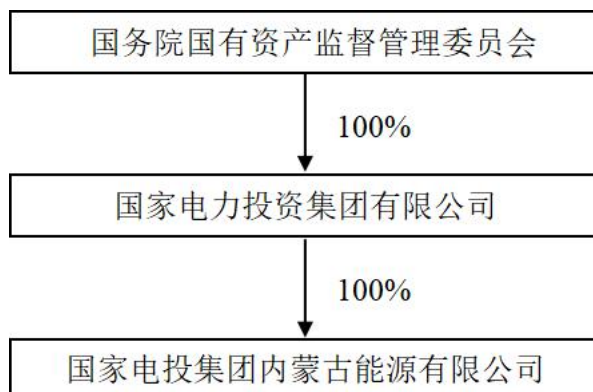 国务院国有资产监督管理委员会
100%
国家电力投资集团有限公司
100%
国家电投集团内蒙古能源有限公司